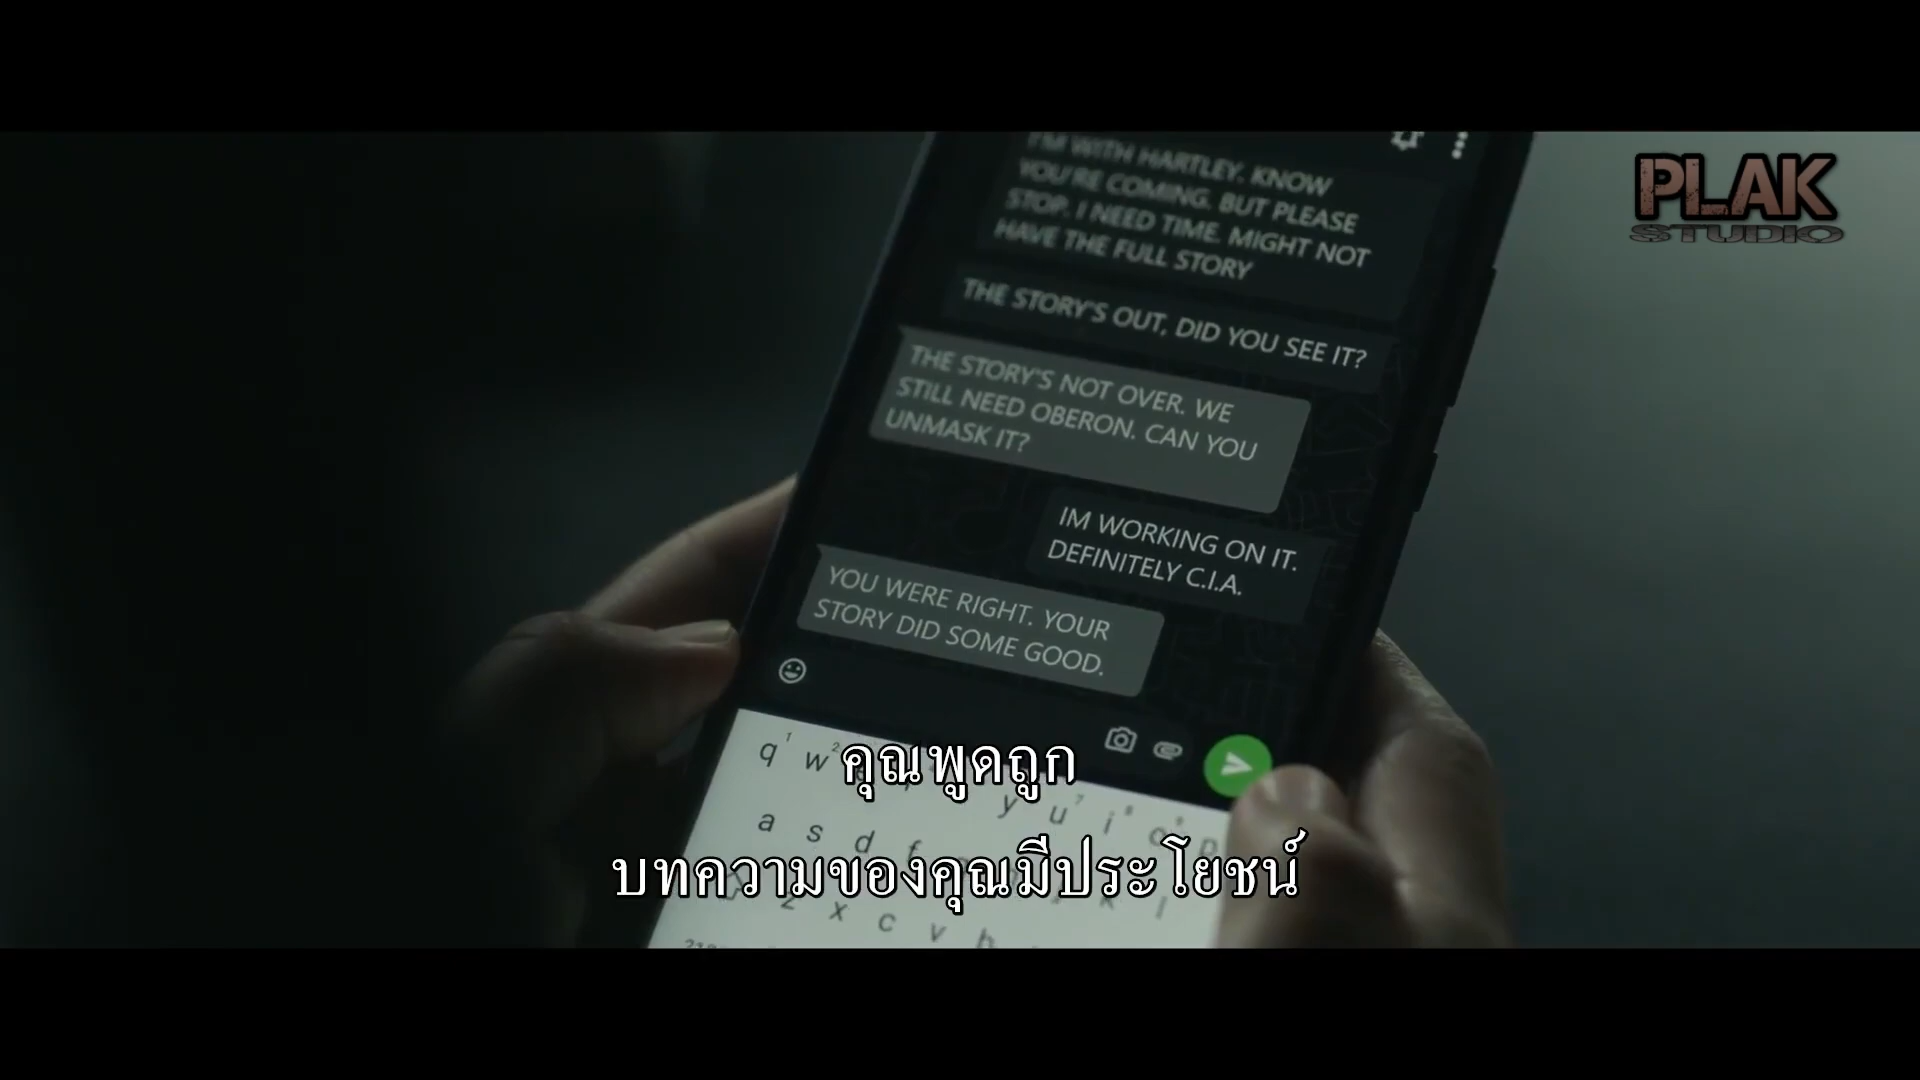 PLAK
STUDIO
I'M WITH HARTLEY. KNOW
YOU'RE COMING. BUT PLEASE
STOP. I NEED TIME. MIGHT NOT
HAVE THE FULL STORY
THE STORY'S OUT, DID YOU SEE IT?
THE STORY'S NOT OVER. WE
STILL NEED OBERON. CAN YOU
UNMASK IT?
IM WORKING ON IT.
DEFINITELY C.I.A.
YOU WERE RIGHT. YOUR
STORY DID SOME GOOD.
q w y u i o p
a s d f k l
z x c v b
คุณพูดถูก
บทความของคุณมีประโยชน์